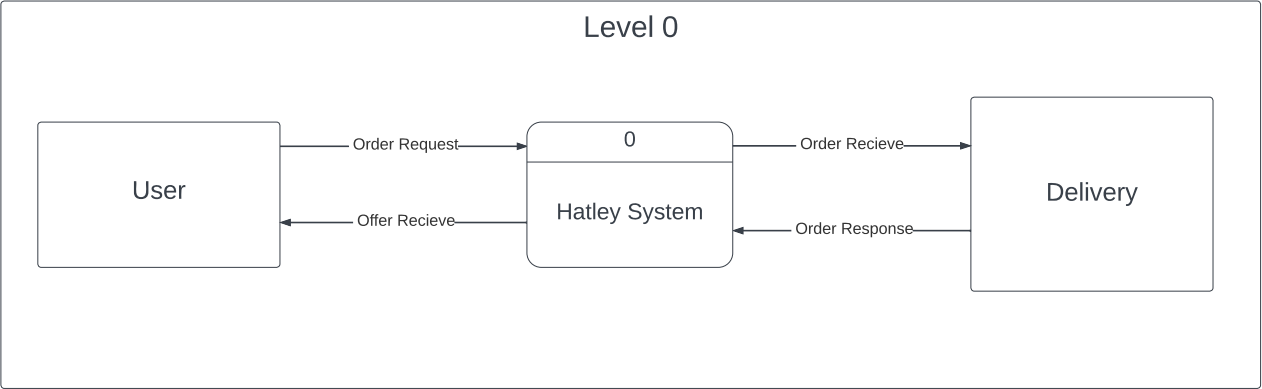 Level 0
Order Request
0
Order Recieve
User
Hatley System
Delivery
Offer Recieve
Order Response